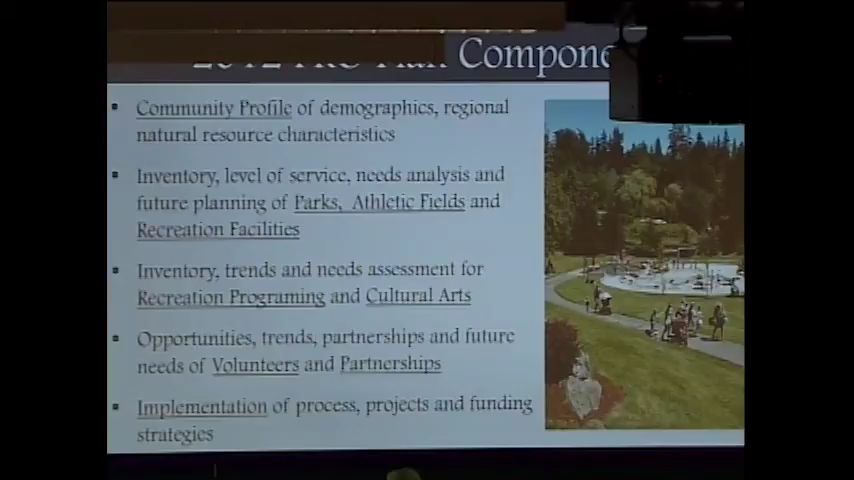 Compone
Community Profile of demographics, regional
natural resource characteristics
Inventory, level of service, needs analysis and
future planning of Parks, Athletic Fields and
Recreation Facilities
Inventory, trends and needs assessment for
Recreation Programing and Cultural Arts
Opportunities, trends, partnerships and future
needs of Volunteers and Partnerships
Implementation of process, projects and funding
strategies